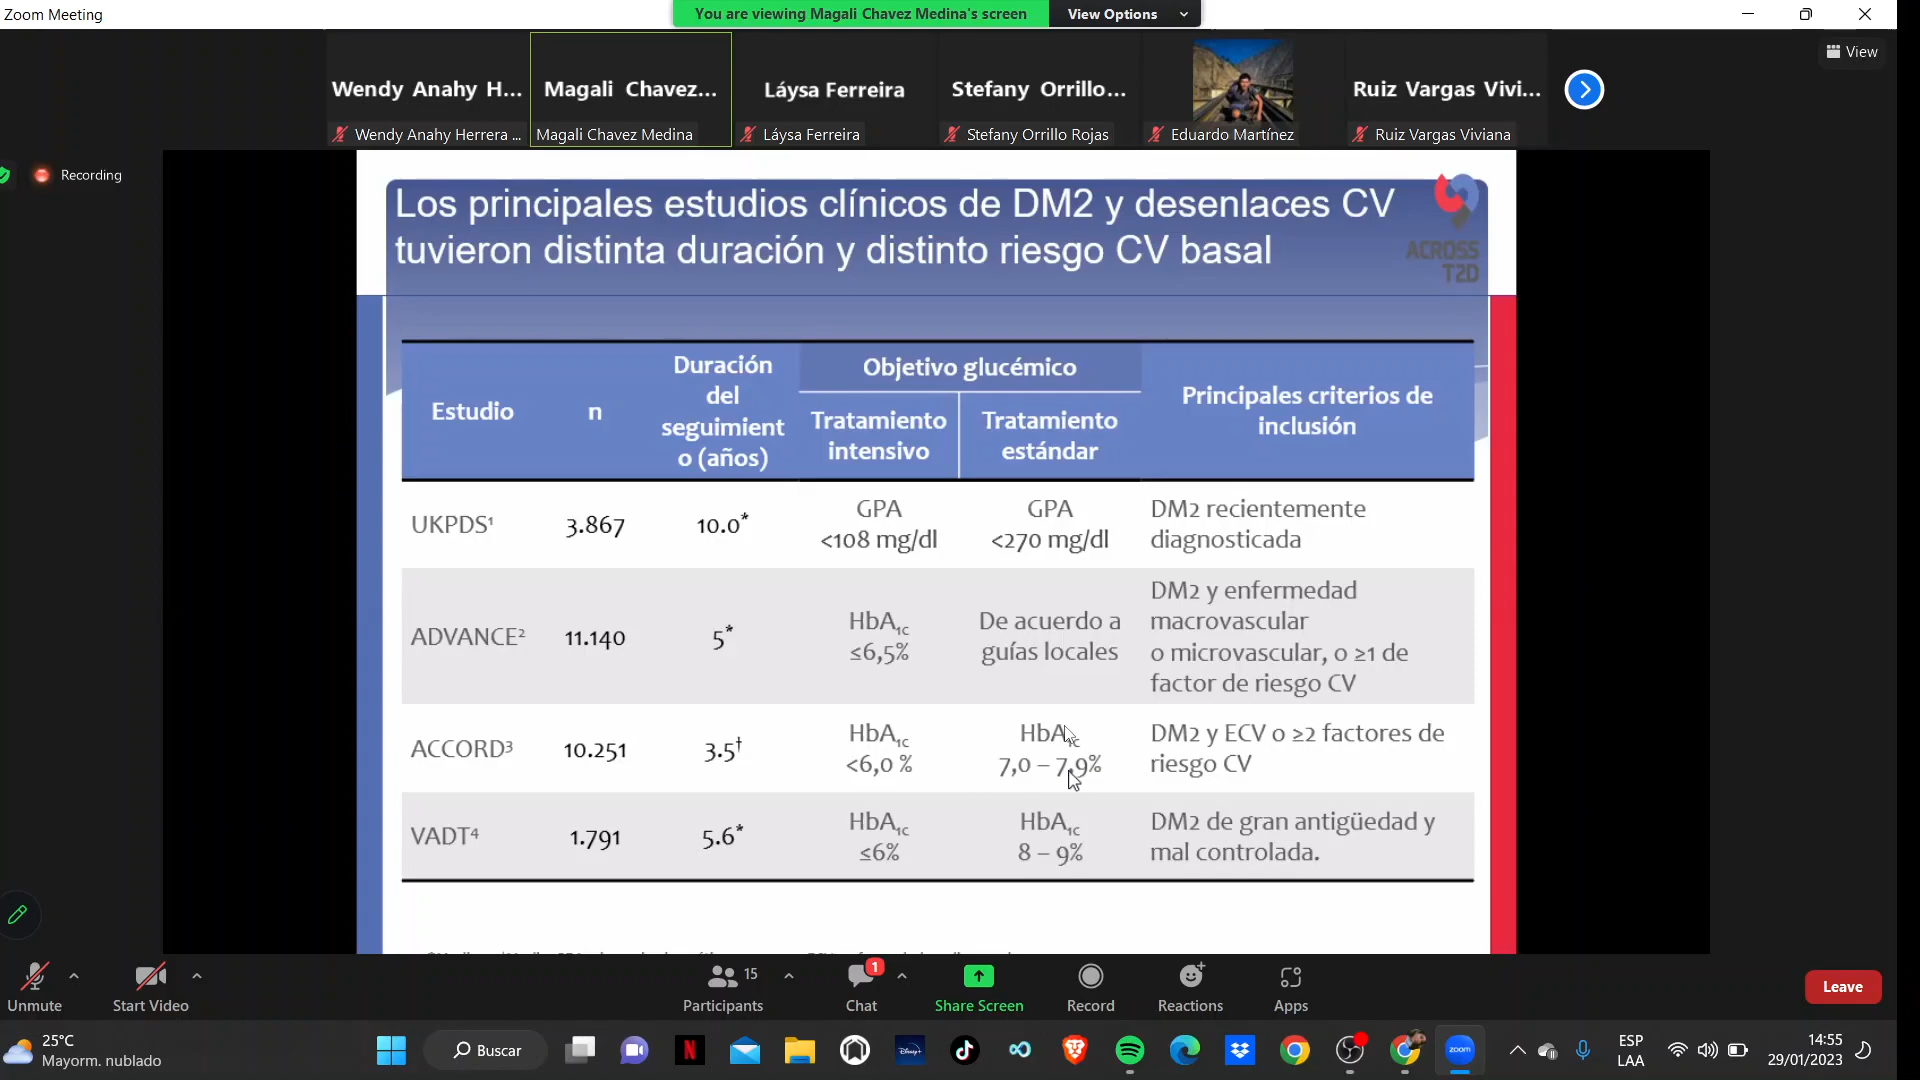 Zoom Meeting
You are viewing Magali Chavez Medina's screen
View Options
View
Wendy Anahy H...
Magali Chavez...
Láysa Ferreira
Stefany Orrillo...
Ruiz Vargas Vivi...
Wendy Anahy Herrera ...
Magali Chavez Medina
Láysa Ferreira
Stefany Orrillo Rojas
Eduardo Martínez
Ruiz Vargas Viviana
Recording
Los principales estudios clínicos de DM2 y desenlaces CV
tuvieron distinta duración y distinto riesgo CV basal
ACROSS
T2D
Estudio
n
Duración
del
seguimient
o (años)
Objetivo glucémico
Tratamiento
intensivo
Tratamiento
estándar
Principales criterios de
inclusión
UKPDS¹
3.867
10.0*
GPA
<108 mg/dl
GPA
<270 mg/dl
DM2 recientemente
diagnosticada
ADVANCE²
11.140
5*
HbA1c
≤6,5%
De acuerdo a
guías locales
DM2 y enfermedad
macrovascular
o microvascular, o ≥1 de
factor de riesgo CV
ACCORD³
10.251
3.5†
HbA1c
<6,0 %
HbA1c
7,0 – 7,9%
DM2 y ECV o ≥2 factores de
riesgo CV
VADT⁴
1.791
5.6*
HbA1c
≤6%
HbA1c
8 – 9%
DM2 de gran antigüedad y
mal controlada.
Unmute
Start Video
15
Participants
1
Chat
Share Screen
Record
Reactions
Apps
Leave
25°C
Mayorm. nublado
Buscar
N
Disney+
zoom
ESP
LAA
14:55
29/01/2023